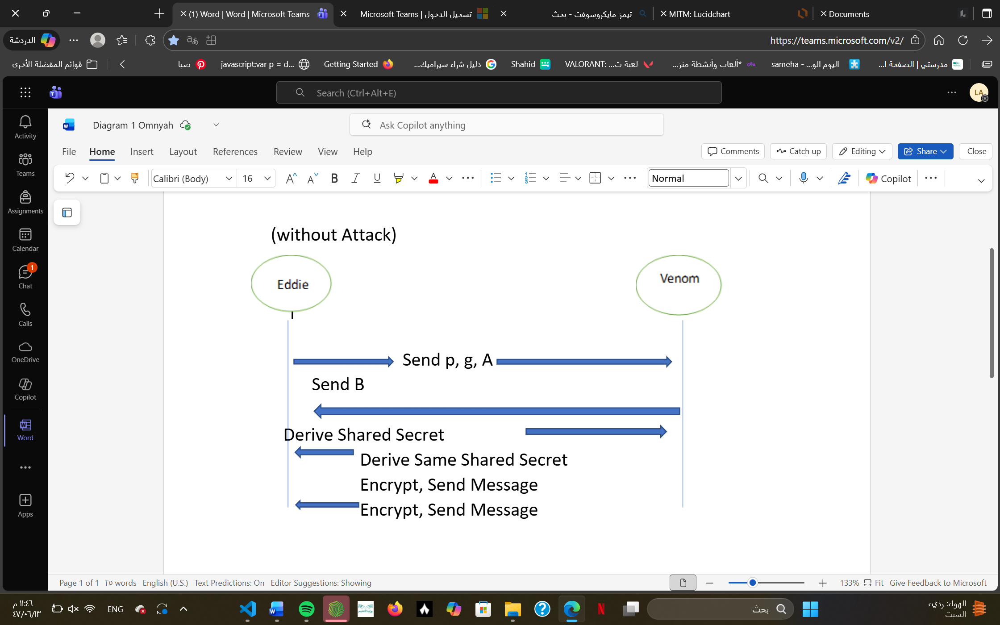 (1) Word | Word | Microsoft Teams
تسجيل الدخول | Microsoft Teams
تيمز مايكروسوفت - بحث
MITM: Lucidchart
Documents
الدردشة
https://teams.microsoft.com/v2/
قوائم المفضلة الأخرى
صبا
javascript:var p = d...
Getting Started
دليل شراء سيراميك...
Shahid
VALORANT: لعبة ت...
*ألعاب وأنشطة منز...
sameha - اليوم الو...
مدرستي | الصفحة ا...
Search (Ctrl+Alt+E)
LA
Activity
Teams
Assignments
Calendar
1
Chat
Calls
OneDrive
Copilot
Word
Apps
Diagram 1 Omnyah
Ask Copilot anything
File Home Insert Layout References Review View Help
Comments Catch up Editing Share Close
Calibri (Body) 16 Normal Copilot
(without Attack)
Eddie
Venom
Send p, g, A
Send B
Derive Shared Secret
Derive Same Shared Secret
Encrypt, Send Message
Encrypt, Send Message
Page 1 of 1 ٢٥ words English (U.S.) Text Predictions: On Editor Suggestions: Showing
133% Fit Give Feedback to Microsoft
١١:٤٦ م
٤٧/٠٦/١٣
ENG
بحث
الهواء: رديء
السبت